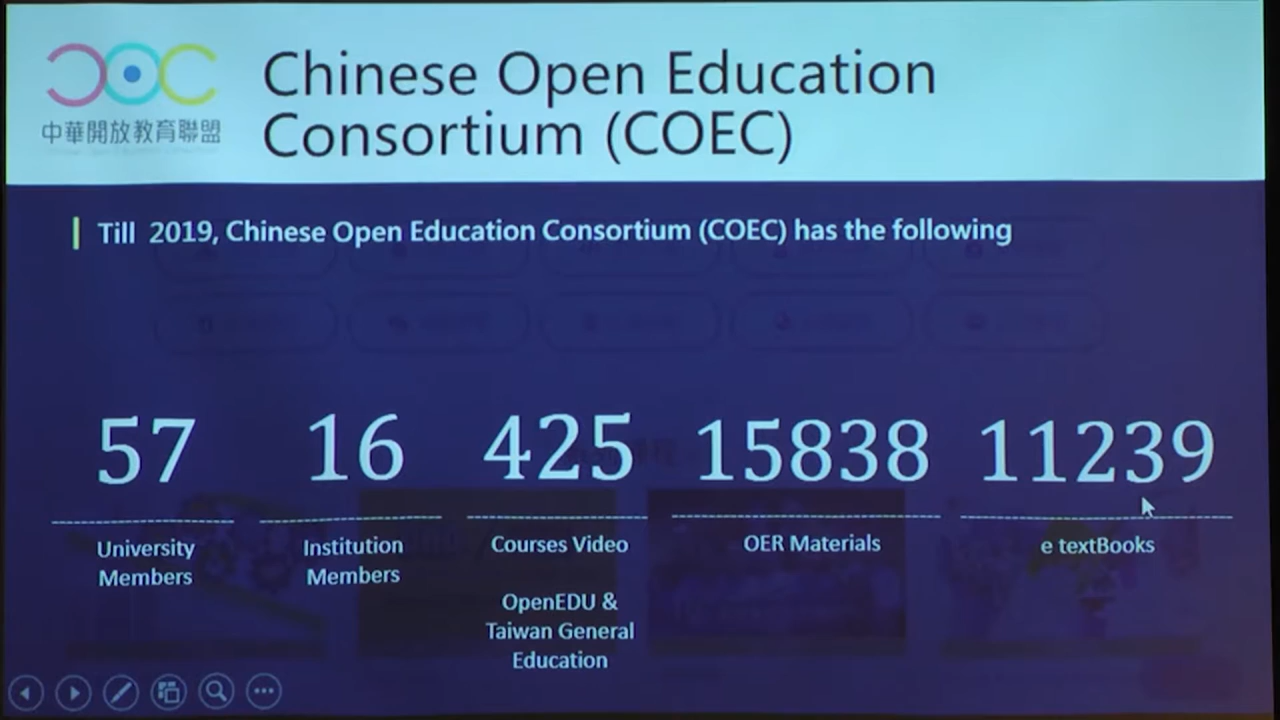 中華開放教育聯盟
Chinese Open Education
Consortium (COEC)
Till 2019, Chinese Open Education Consortium (COEC) has the following
57
16
425
15838
11239
University
Members
Institution
Members
Courses Video
OpenEDU &
Taiwan General
Education
OER Materials
e textBooks